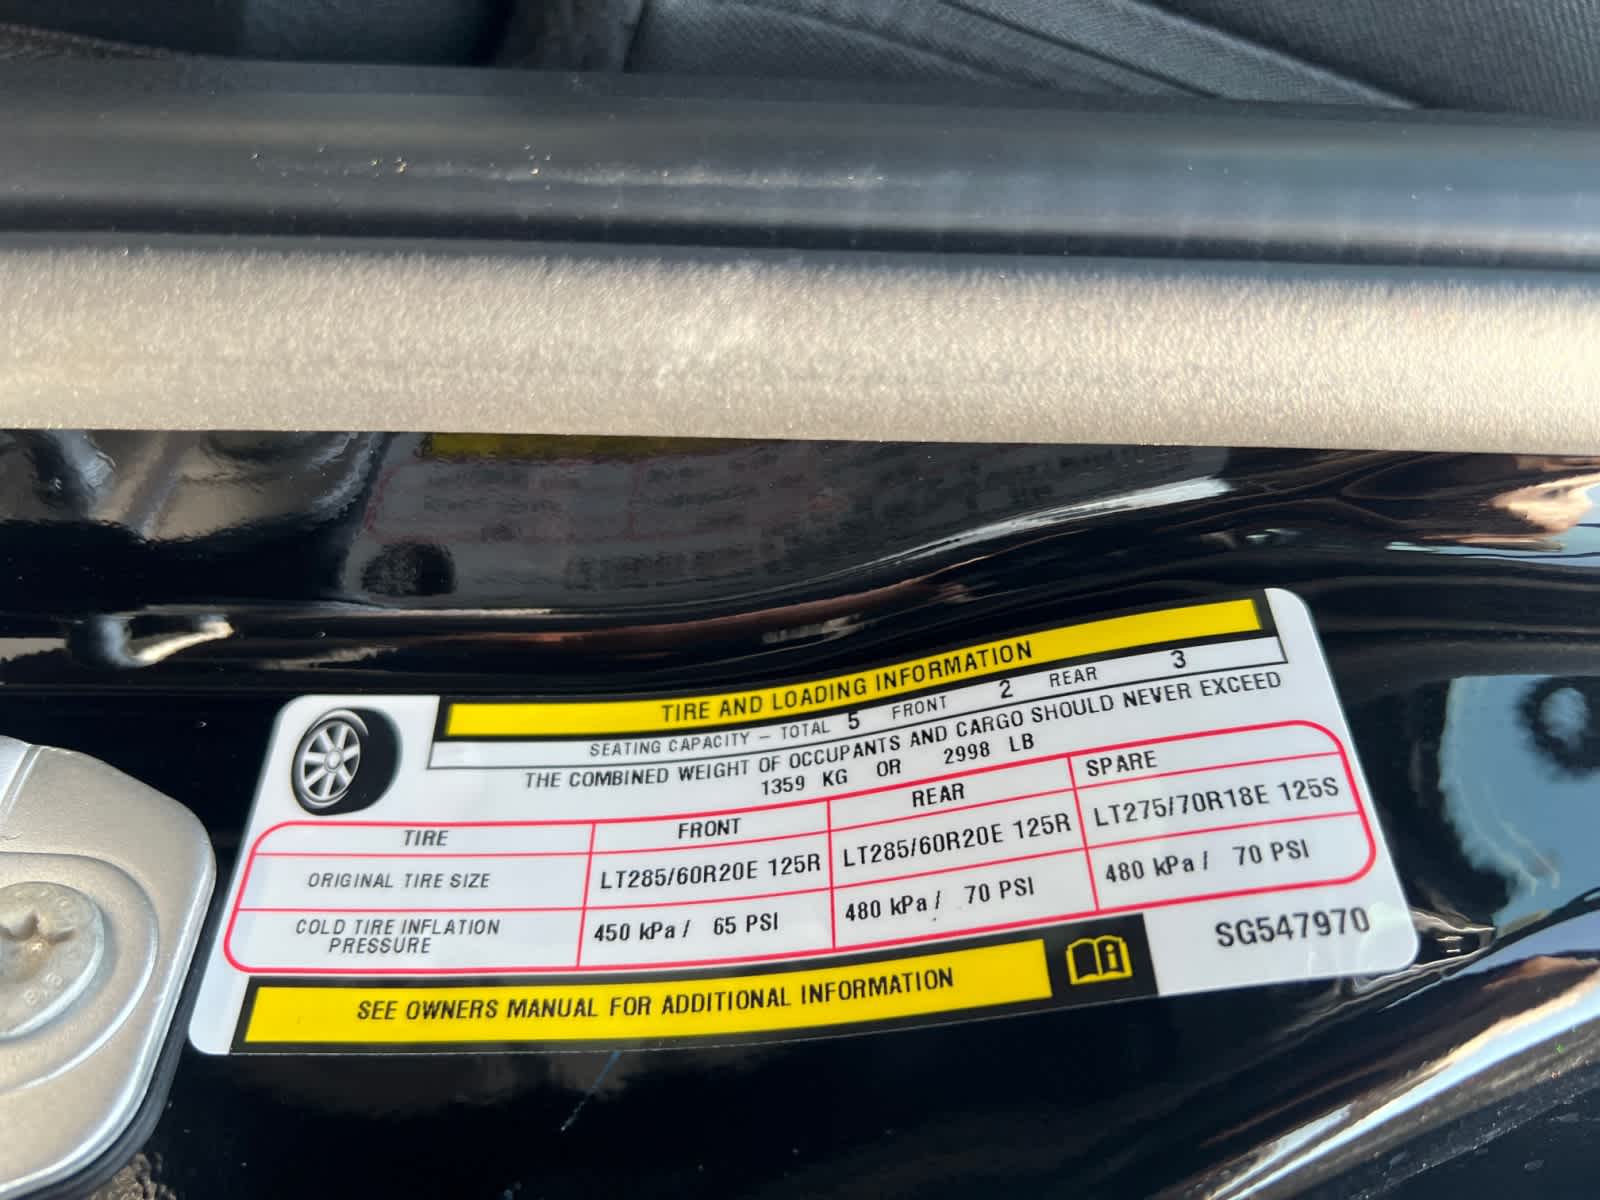 TIRE AND LOADING INFORMATION
SEATING CAPACITY – TOTAL 5 FRONT 2 REAR 3
THE COMBINED WEIGHT OF OCCUPANTS AND CARGO SHOULD NEVER EXCEED
1359 KG OR 2998 LB
TIRE FRONT REAR SPARE
ORIGINAL TIRE SIZE LT285/60R20E 125R LT285/60R20E 125R LT275/70R18E 125S
COLD TIRE INFLATION
PRESSURE 450 kPa / 65 PSI 480 kPa / 70 PSI 480 kPa / 70 PSI
SEE OWNERS MANUAL FOR ADDITIONAL INFORMATION
SG547970